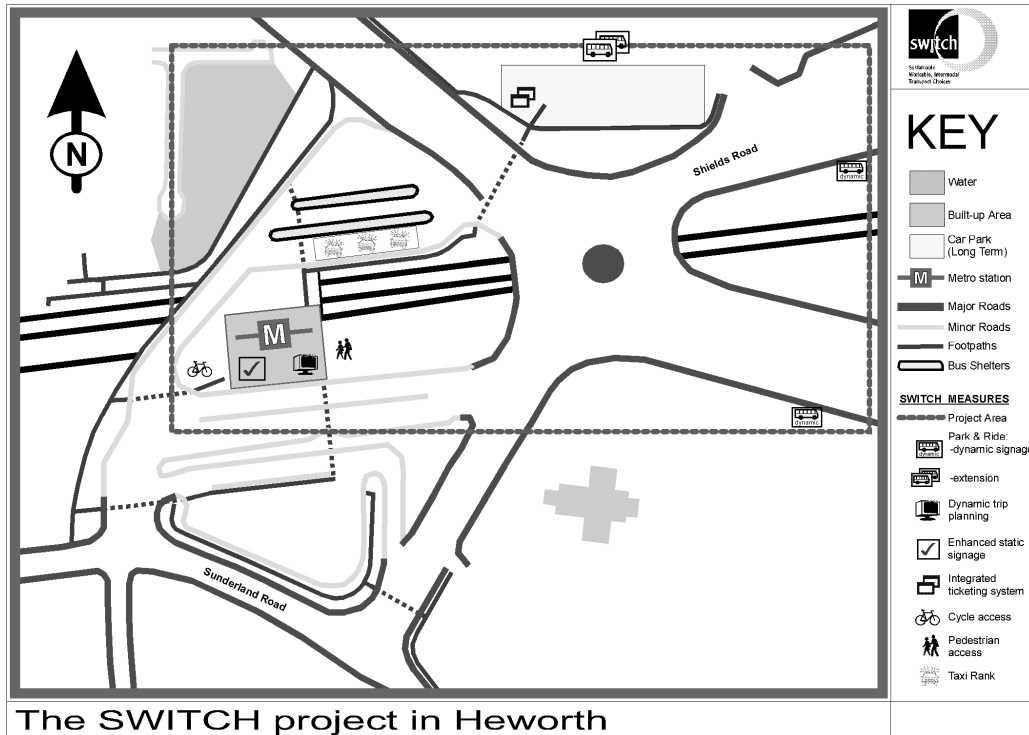 switch
Sustainable
Workable, Intermodal
Transport Choices
N
Shields Road
dynamic
M
dynamic
Sunderland Road
KEY
Water
Built-up Area
Car Park
(Long Term)
M Metro station
Major Roads
Minor Roads
Footpaths
Bus Shelters
SWITCH MEASURES
Project Area
Park & Ride:
dynamic -dynamic signage
-extension
Dynamic trip
planning
Enhanced static
signage
Integrated
ticketing system
Cycle access
Pedestrian
access
Taxi Rank
The SWITCH project in Heworth